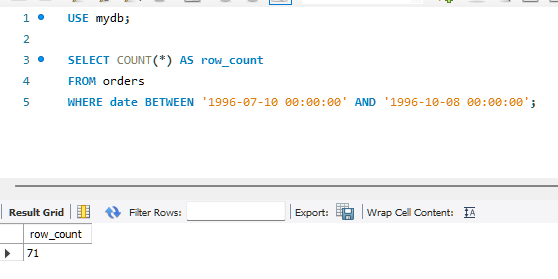 1 USE mydb;
2
3 SELECT COUNT(*) AS row_count
4 FROM orders
5 WHERE date BETWEEN '1996-07-10 00:00:00' AND '1996-10-08 00:00:00';
Result Grid Filter Rows: Export: Wrap Cell Content:
row_count
71